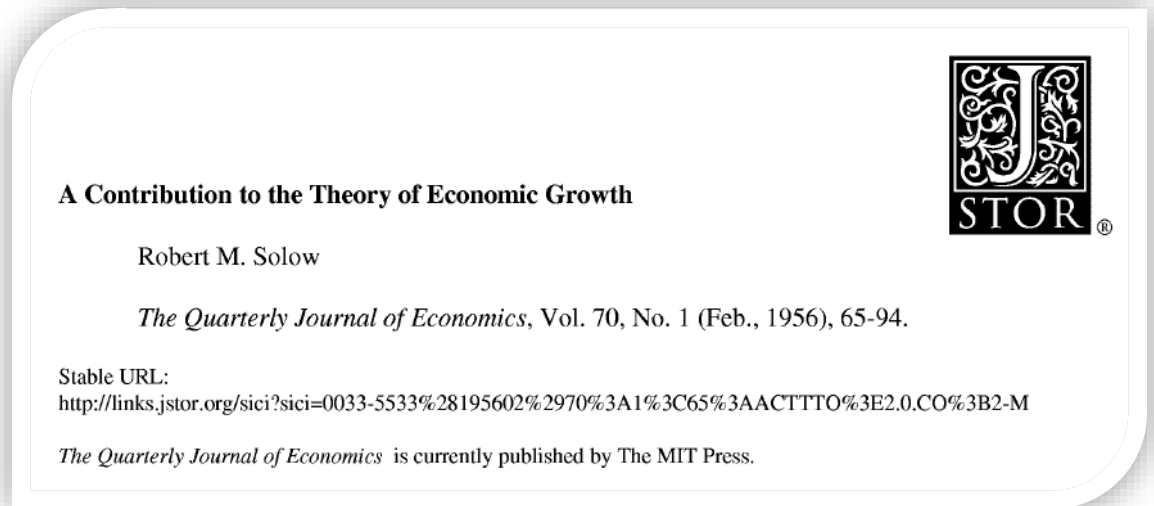 J
STOR ®
A Contribution to the Theory of Economic Growth
Robert M. Solow
The Quarterly Journal of Economics, Vol. 70, No. 1 (Feb., 1956), 65-94.
Stable URL:
http://links.jstor.org/sici?sici=0033-5533%28195602%2970%3A1%3C65%3AACTTTO%3E2.0.CO%3B2-M
The Quarterly Journal of Economics is currently published by The MIT Press.